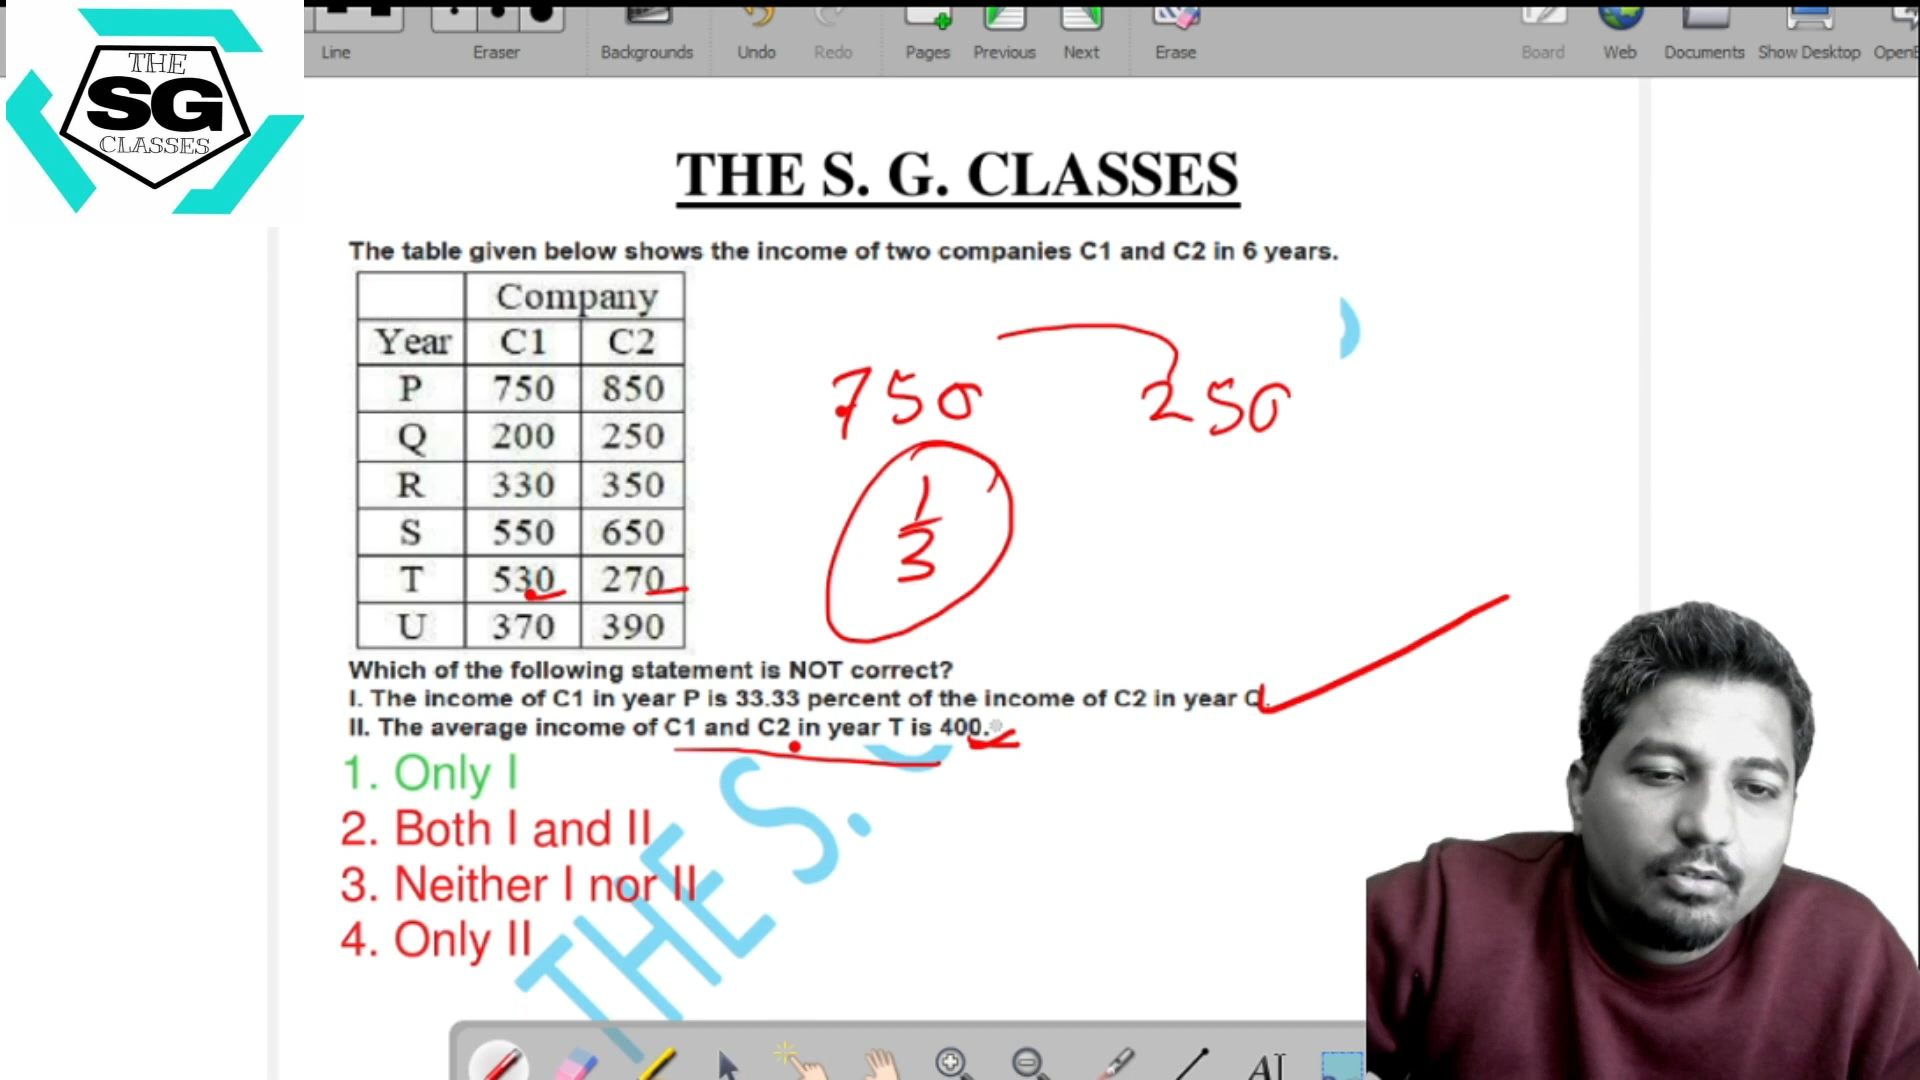 Line
Eraser
Backgrounds
Undo
Redo
Pages
Previous
Next
Erase
Board
Web
Documents
Show Desktop
THE
SG
CLASSES
THE S. G. CLASSES
The table given below shows the income of two companies C1 and C2 in 6 years.
Company
Year C1 C2
P 750 850
Q 200 250
R 330 350
S 550 650
T 530 270
U 370 390
750 250
1
3
Which of the following statement is NOT correct?
I. The income of C1 in year P is 33.33 percent of the income of C2 in year Q.
II. The average income of C1 and C2 in year T is 400.
1. Only I
2. Both I and II
3. Neither I nor II
4. Only II
THE S.
AI